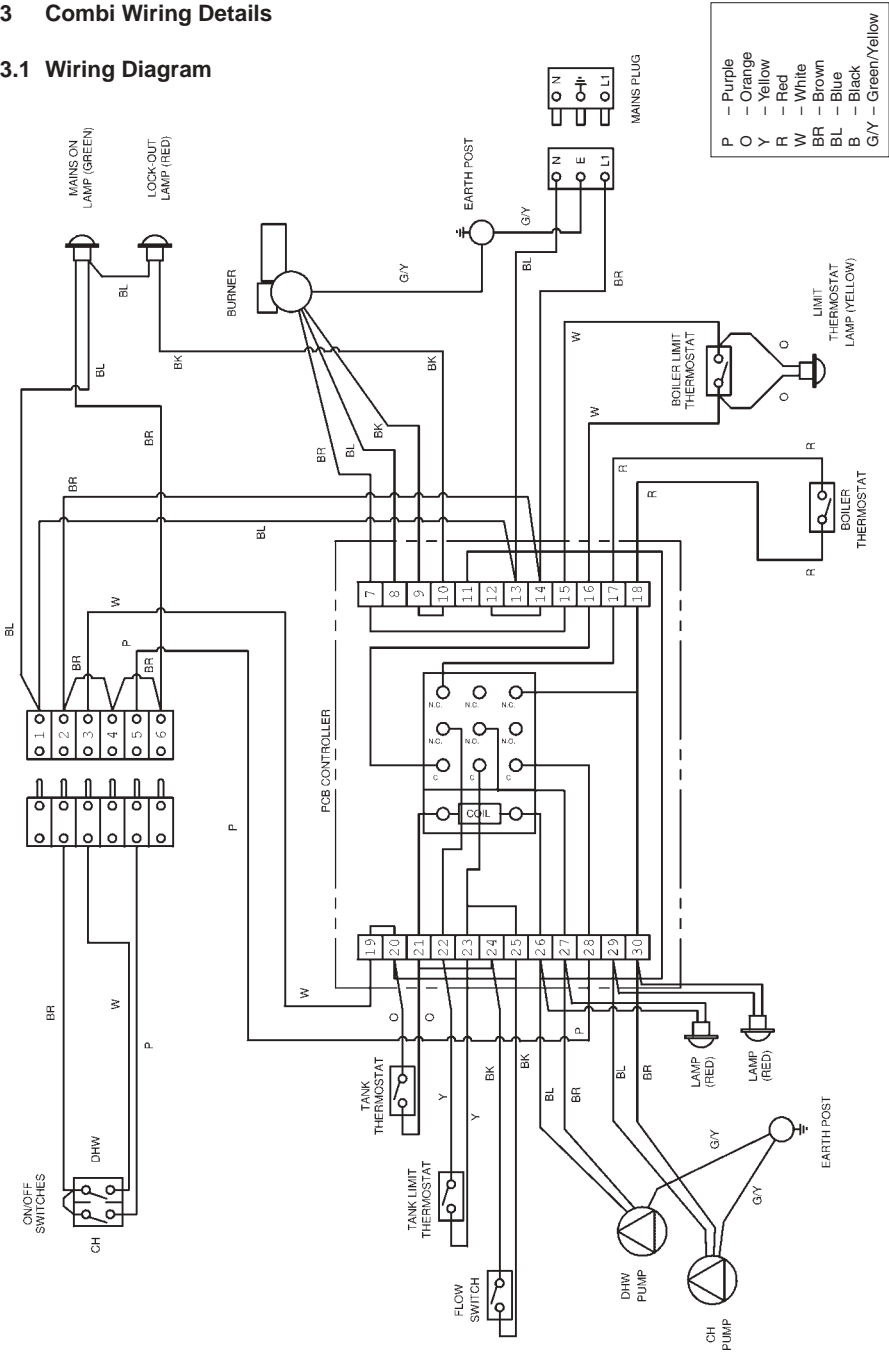 3 Combi Wiring Details
3.1 Wiring Diagram
P – Purple
O – Orange
Y – Yellow
R – Red
W – White
BR – Brown
BL – Blue
B – Black
G/Y – Green/Yellow
MAINS ON
LAMP (GREEN)
LOCK-OUT
LAMP (RED)
BL
BL
BR
BK
BURNER
G/Y
EARTH POST
G/Y
N
L1
MAINS PLUG
N
E
L1
BL
BR
BR
BL
BK
BK
W
W
BOILER LIMIT
THERMOSTAT
O
O
LIMIT
THERMOSTAT
LAMP (YELLOW)
R
R
R
R
BOILER
THERMOSTAT
BL
BR
BL
W
P
BR
BR
1
2
3
4
5
6
7
8
9
10
11
12
13
14
15
16
17
18
PCB CONTROLLER
N.C.
N.C.
N.C.
N.O.
N.O.
N.O.
C
C
C
COIL
P
W
19
20
21
22
23
24
25
26
27
28
29
30
BR
W
P
ON/OFF
SWITCHES
DHW
CH
TANK
THERMOSTAT
O
O
TANK LIMIT
THERMOSTAT
Y
Y
FLOW
SWITCH
BK
BK
BL
BR
P
BL
BR
LAMP
(RED)
LAMP
(RED)
DHW
PUMP
CH
PUMP
G/Y
G/Y
EARTH POST